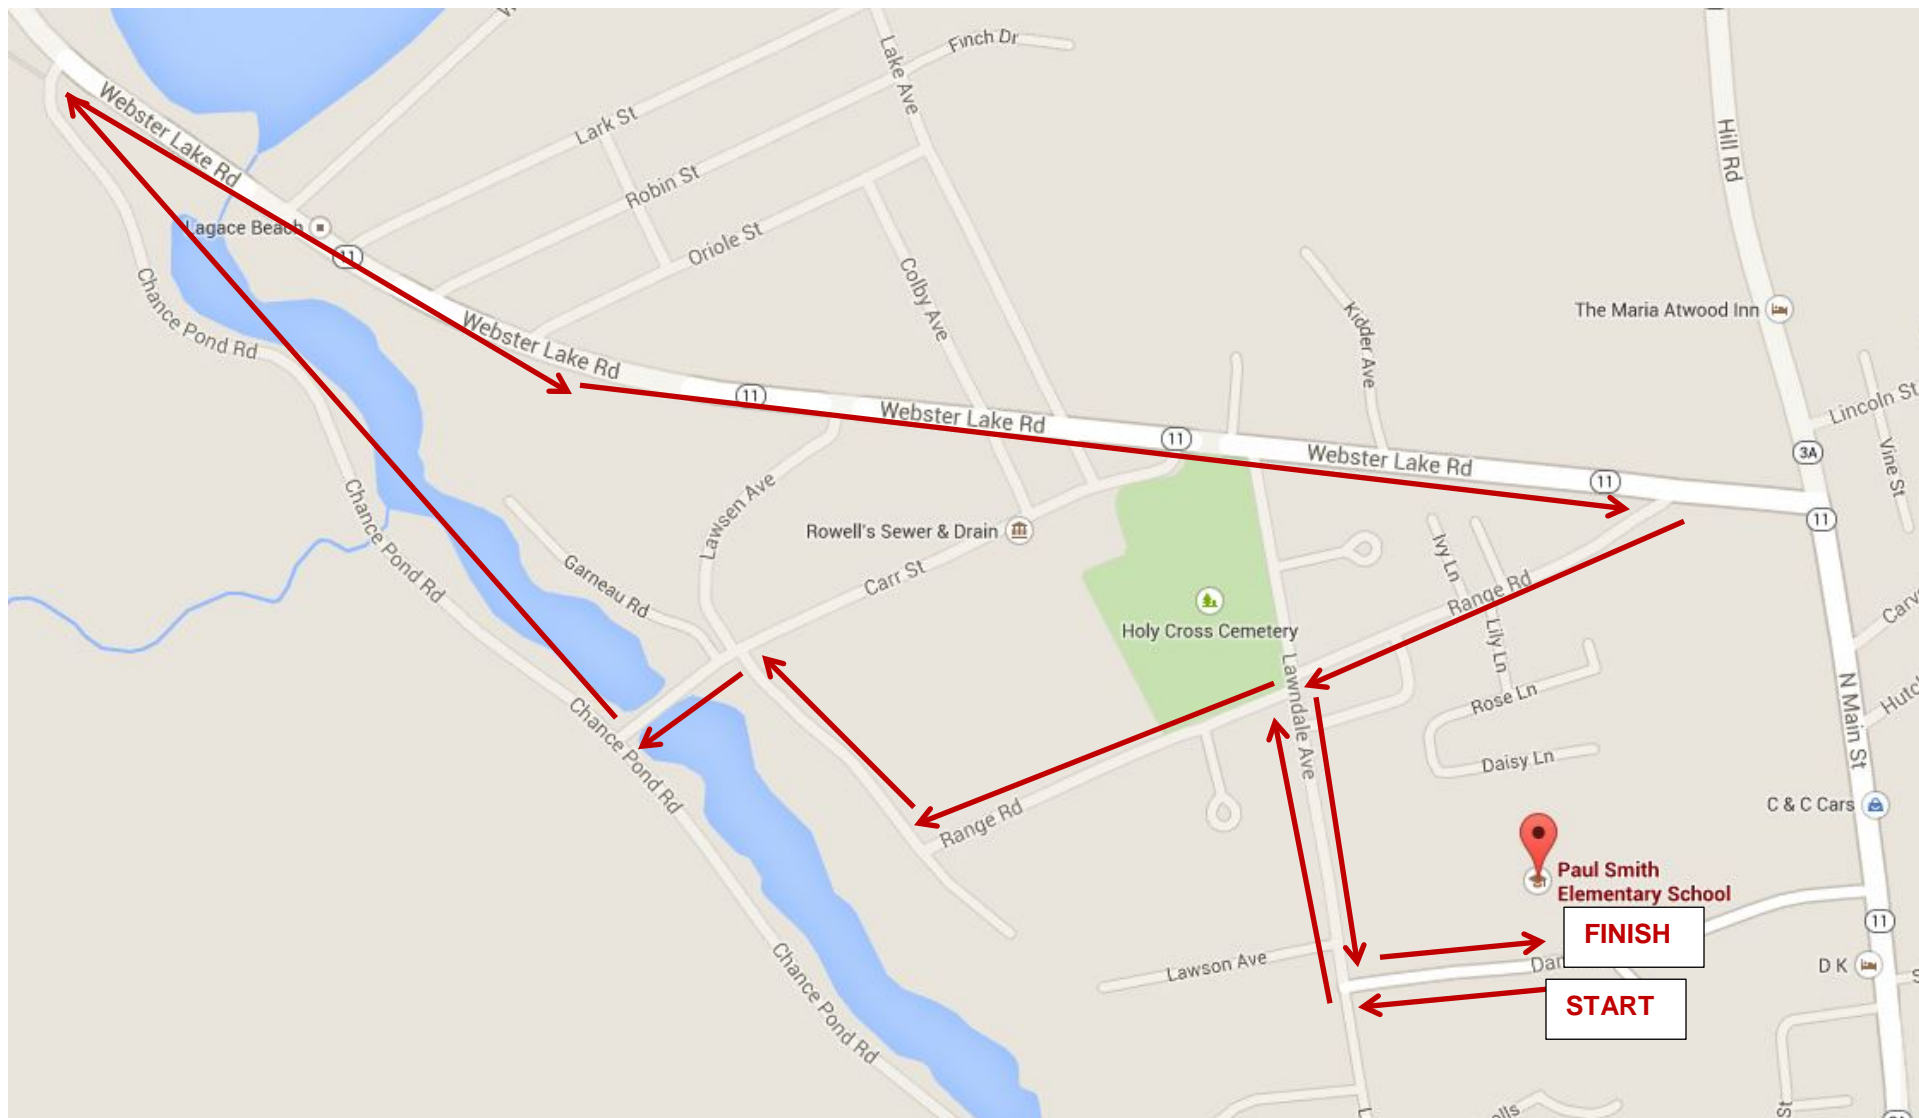 Finch Dr
Lake Ave
Webster Lake Rd
Lark St
Hill Rd
Robin St
Lagace Beach
Oriole St
11
Chance Pond Rd
Colby Ave
Kidder Ave
The Maria Atwood Inn
Webster Lake Rd
11
Webster Lake Rd
11
Webster Lake Rd
11
Lincoln St
3A
Vine St
11
Lawsen Ave
Chance Pond Rd
Rowell's Sewer & Drain
Garneau Rd
Carr St
Ivy Ln
Range Rd
Lily Ln
Holy Cross Cemetery
Lawndale Ave
Rose Ln
N Main St
Chance Pond Rd
Daisy Ln
C & C Cars
Range Rd
Paul Smith
Elementary School
FINISH
11
Lawson Ave
Dan
D K
START
Chance Pond Rd
St